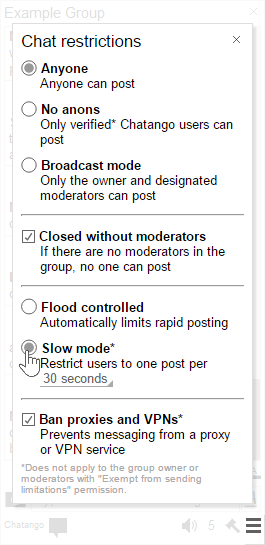 Example Group
Chat restrictions
Anyone
Anyone can post
No anons
Only verified* Chatango users can
post
Broadcast mode
Only the owner and designated
moderators can post
Closed without moderators
If there are no moderators in the
group, no one can post
Flood controlled
Automatically limits rapid posting
Slow mode*
Restrict users to one post per
30 seconds
Ban proxies and VPNs*
Prevents messaging from a proxy
or VPN service
*Does not apply to the group owner or
moderators with "Exempt from sending
limitations" permission.
Chatango
5